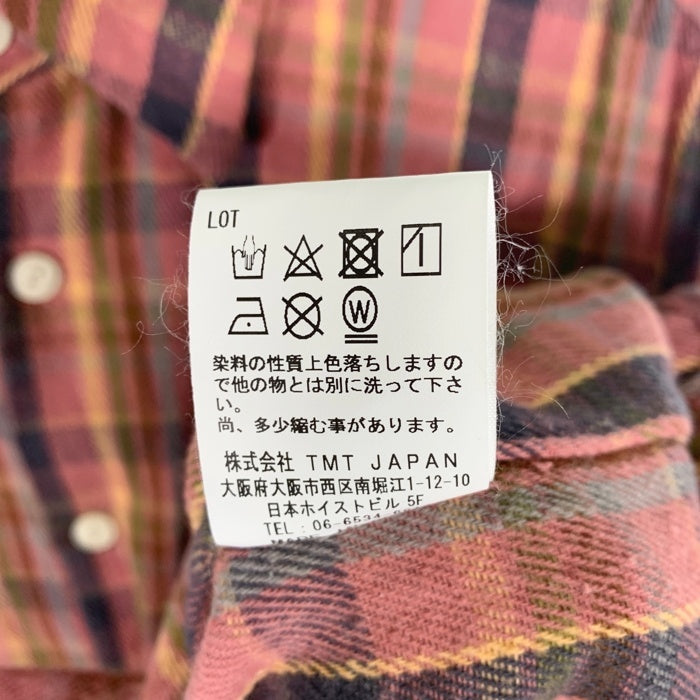 LOT
W
染料の性質上色落ちしますの
で他の物とは別に洗って下さ
い。
尚、多少縮む事があります。
株式会社 TMT JAPAN
大阪府大阪市西区南堀江1-12-10
日本ホイストビル 5F
TEL : 06-6534